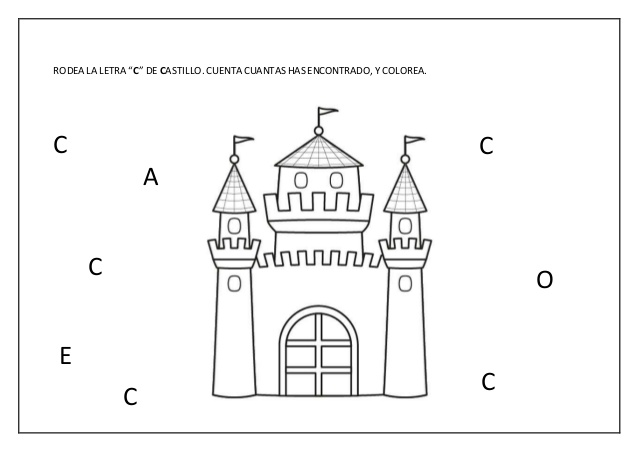 RODEA LA LETRA “C” DE CASTILLO. CUENTA CUANTAS HAS ENCONTRADO, Y COLOREA.
C
C
A
C
O
E
C
C